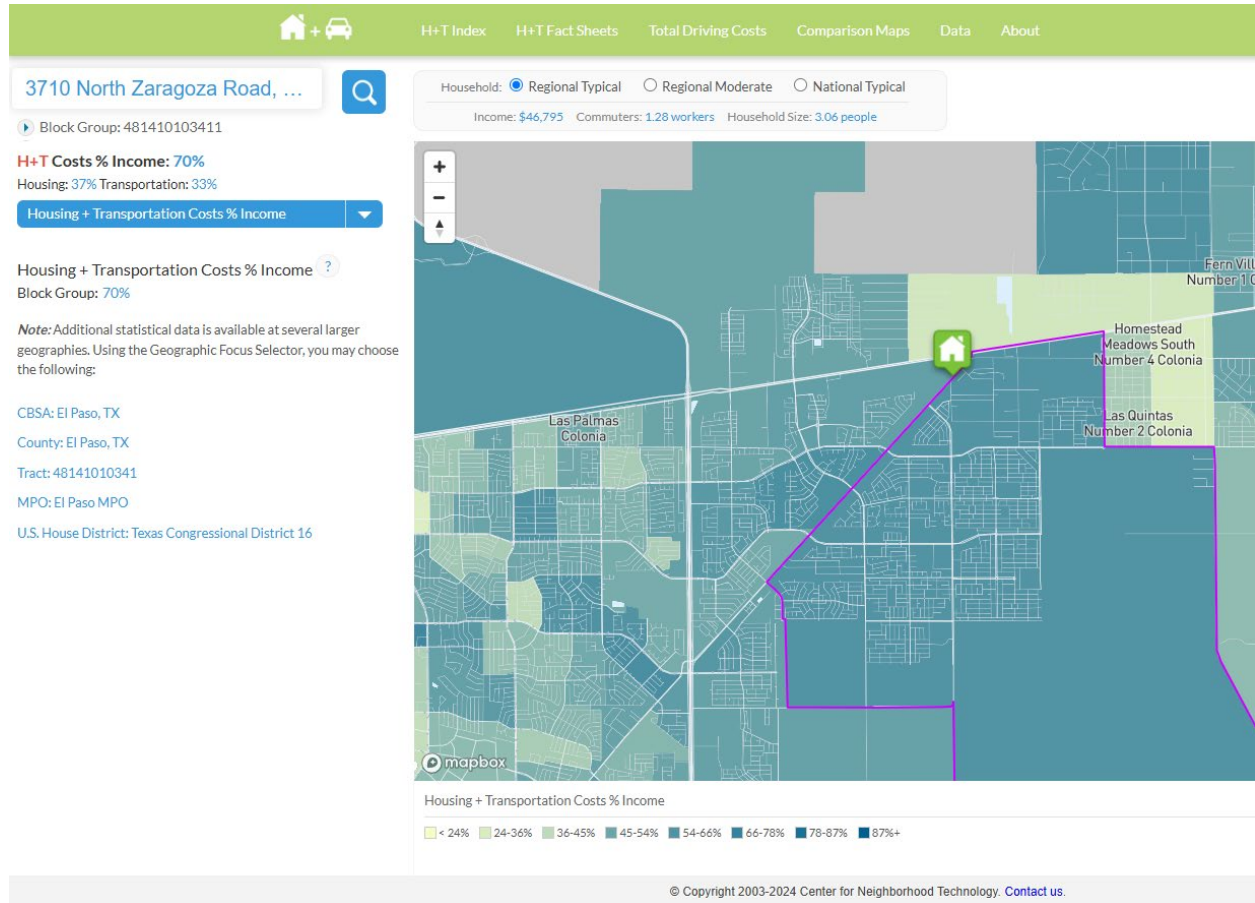 H+T Index H+T Fact Sheets Total Driving Costs Comparison Maps Data About
3710 North Zaragoza Road, ...
Block Group: 481410103411
H+T Costs % Income: 70%
Housing: 37% Transportation: 33%
Housing + Transportation Costs % Income
Housing + Transportation Costs % Income ?
Block Group: 70%
Note: Additional statistical data is available at several larger
geographies. Using the Geographic Focus Selector, you may choose
the following:
CBSA: El Paso, TX
County: El Paso, TX
Tract: 48141010341
MPO: El Paso MPO
U.S. House District: Texas Congressional District 16
Household: Regional Typical Regional Moderate National Typical
Income: $46,795 Commuters: 1.28 workers Household Size: 3.06 people
+
−
Fern Vill
Number 1 C
Homestead
Meadows South
Number 4 Colonia
Las Palmas
Colonia
Las Quintas
Number 2 Colonia
mapbox
Housing + Transportation Costs % Income
< 24% 24-36% 36-45% 45-54% 54-66% 66-78% 78-87% 87%+
© Copyright 2003-2024 Center for Neighborhood Technology. Contact us.